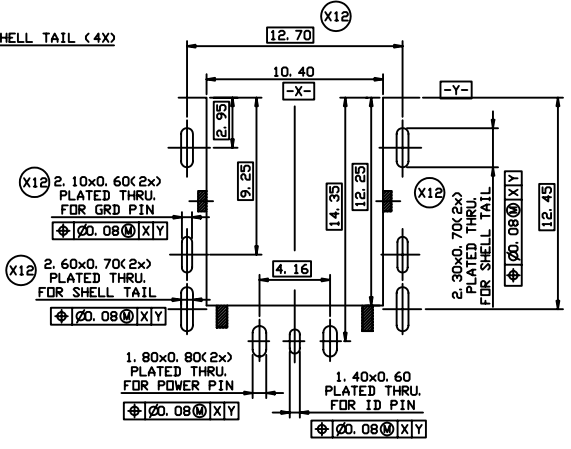 HELL TAIL (4X)
X12
12.70
10.40
-X-
-Y-
2.95
9.25
14.35
12.25
12.45
X12
2.10x0.60(2x)
PLATED THRU.
FOR GRD PIN
⌖ Ø0.08Ⓜ X Y
X12
2.60x0.70(2x)
PLATED THRU.
FOR SHELL TAIL
⌖ Ø0.08Ⓜ X Y
X12
2.30x0.70(2x)
PLATED THRU.
FOR SHELL TAIL
⌖ Ø0.08Ⓜ X Y
4.16
1.80x0.80(2x)
PLATED THRU.
FOR POWER PIN
⌖ Ø0.08Ⓜ X Y
1.40x0.60
PLATED THRU.
FOR ID PIN
⌖ Ø0.08Ⓜ X Y